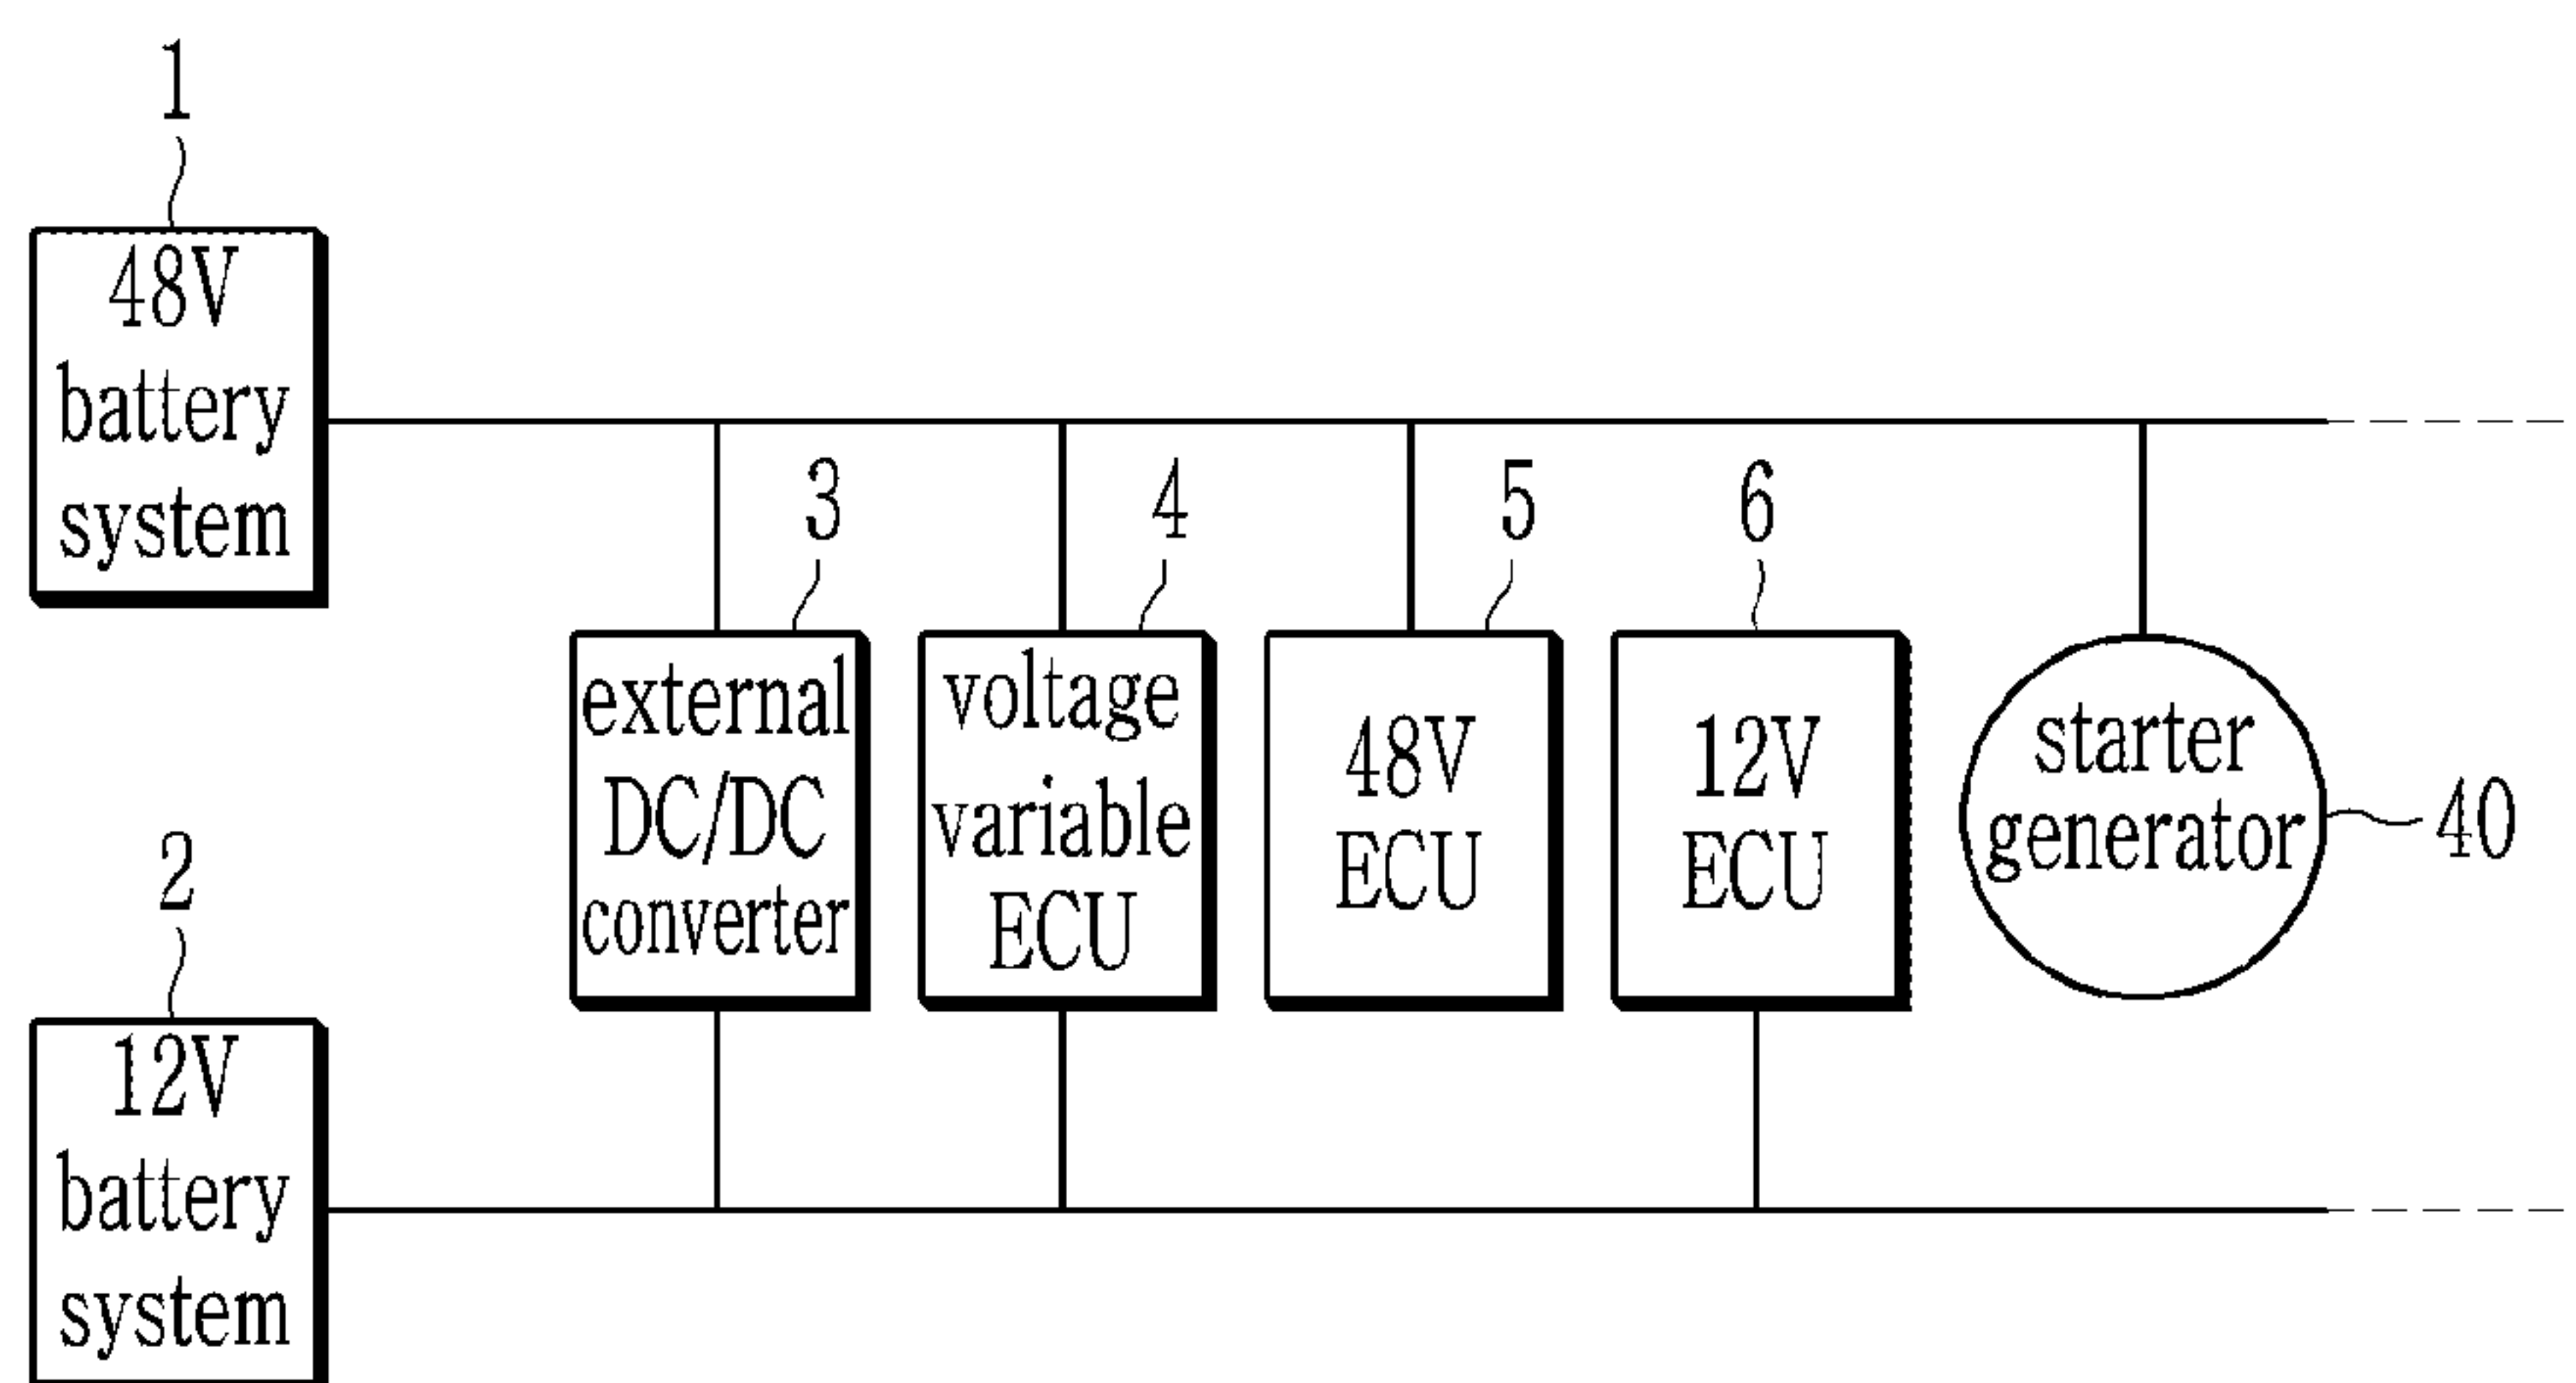 1
48V
battery
system
3
4
5
6
external
DC/DC
converter
voltage
variable
ECU
48V
ECU
12V
ECU
starter
generator
40
2
12V
battery
system